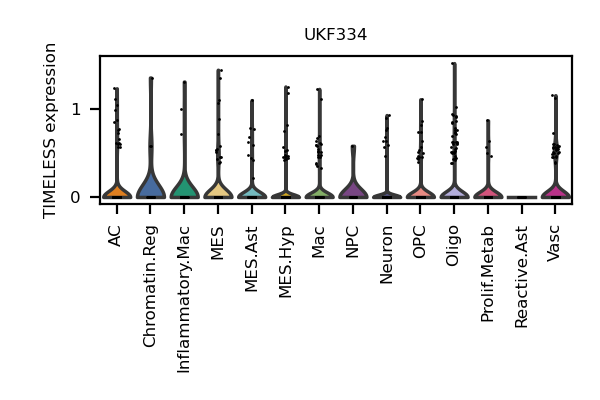 UKF334
TIMELESS expression
1
0
AC
Chromatin.Reg
Inflammatory.Mac
MES
MES.Ast
MES.Hyp
Mac
NPC
Neuron
OPC
Oligo
Prolif.Metab
Reactive.Ast
Vasc